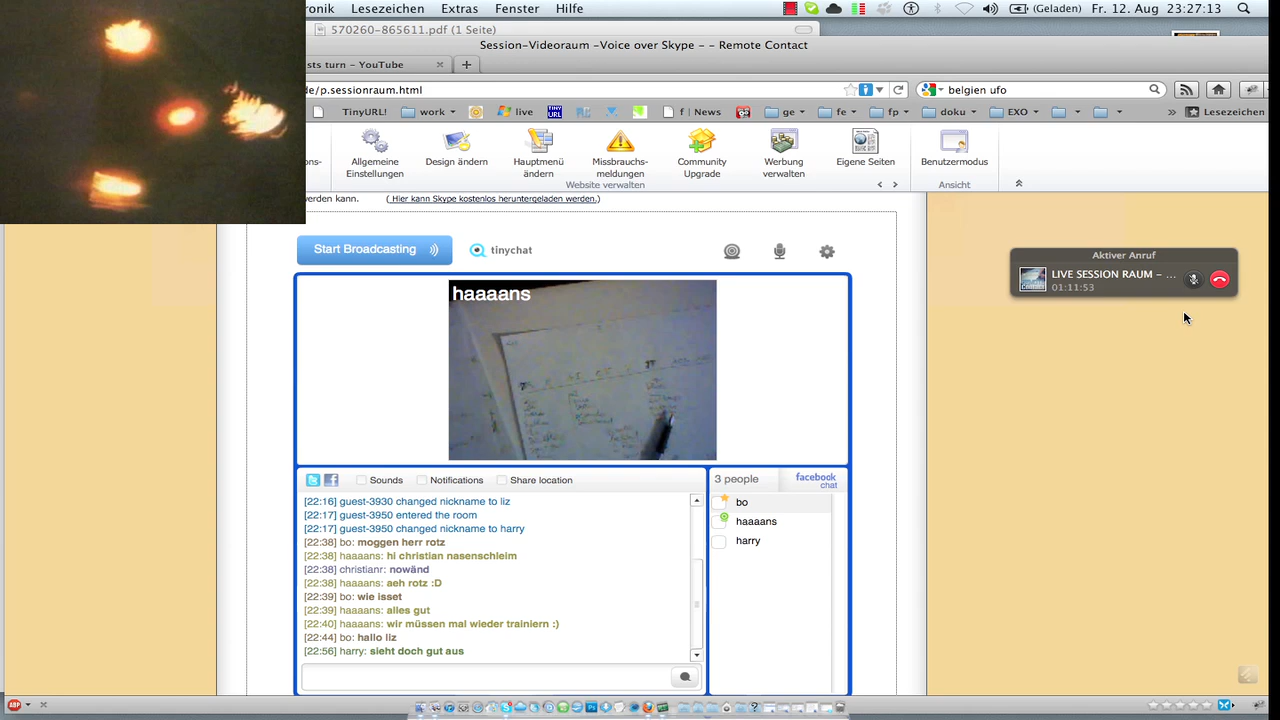 ronik Lesezeichen Extras Fenster Hilfe (Geladen) Fr. 12. Aug 23:27:13
570260-865611.pdf (1 Seite)
Session-Videoraum –Voice over Skype – – Remote Contact
sts turn – YouTube
de/p.sessionraum.html
belgien ufo
TinyURL! work live TINY URL f | News ge fe fp doku EXO Lesezeichen
Allgemeine Einstellungen
Design ändern
Hauptmenü ändern
Missbrauchs-meldungen
Community Upgrade
Werbung verwalten
Eigene Seiten
Benutzermodus
Website verwalten
Ansicht
werden kann. ( Hier kann Skype kostenlos heruntergeladen werden.)
Start Broadcasting
tinychat
Aktiver Anruf
LIVE SESSION RAUM – ...
01:11:53
haaaans
Sounds Notifications Share location
3 people
facebook chat
[22:16] guest-3930 changed nickname to liz
[22:17] guest-3950 entered the room
[22:17] guest-3950 changed nickname to harry
[22:38] bo: moggen herr rotz
[22:38] haaaans: hi christian nasenschleim
[22:38] christianr: nowänd
[22:38] haaaans: aeh rotz :D
[22:39] bo: wie isset
[22:39] haaaans: alles gut
[22:40] haaaans: wir müssen mal wieder trainiern :)
[22:44] bo: hallo liz
[22:56] harry: sieht doch gut aus
bo
haaaans
harry
ABP